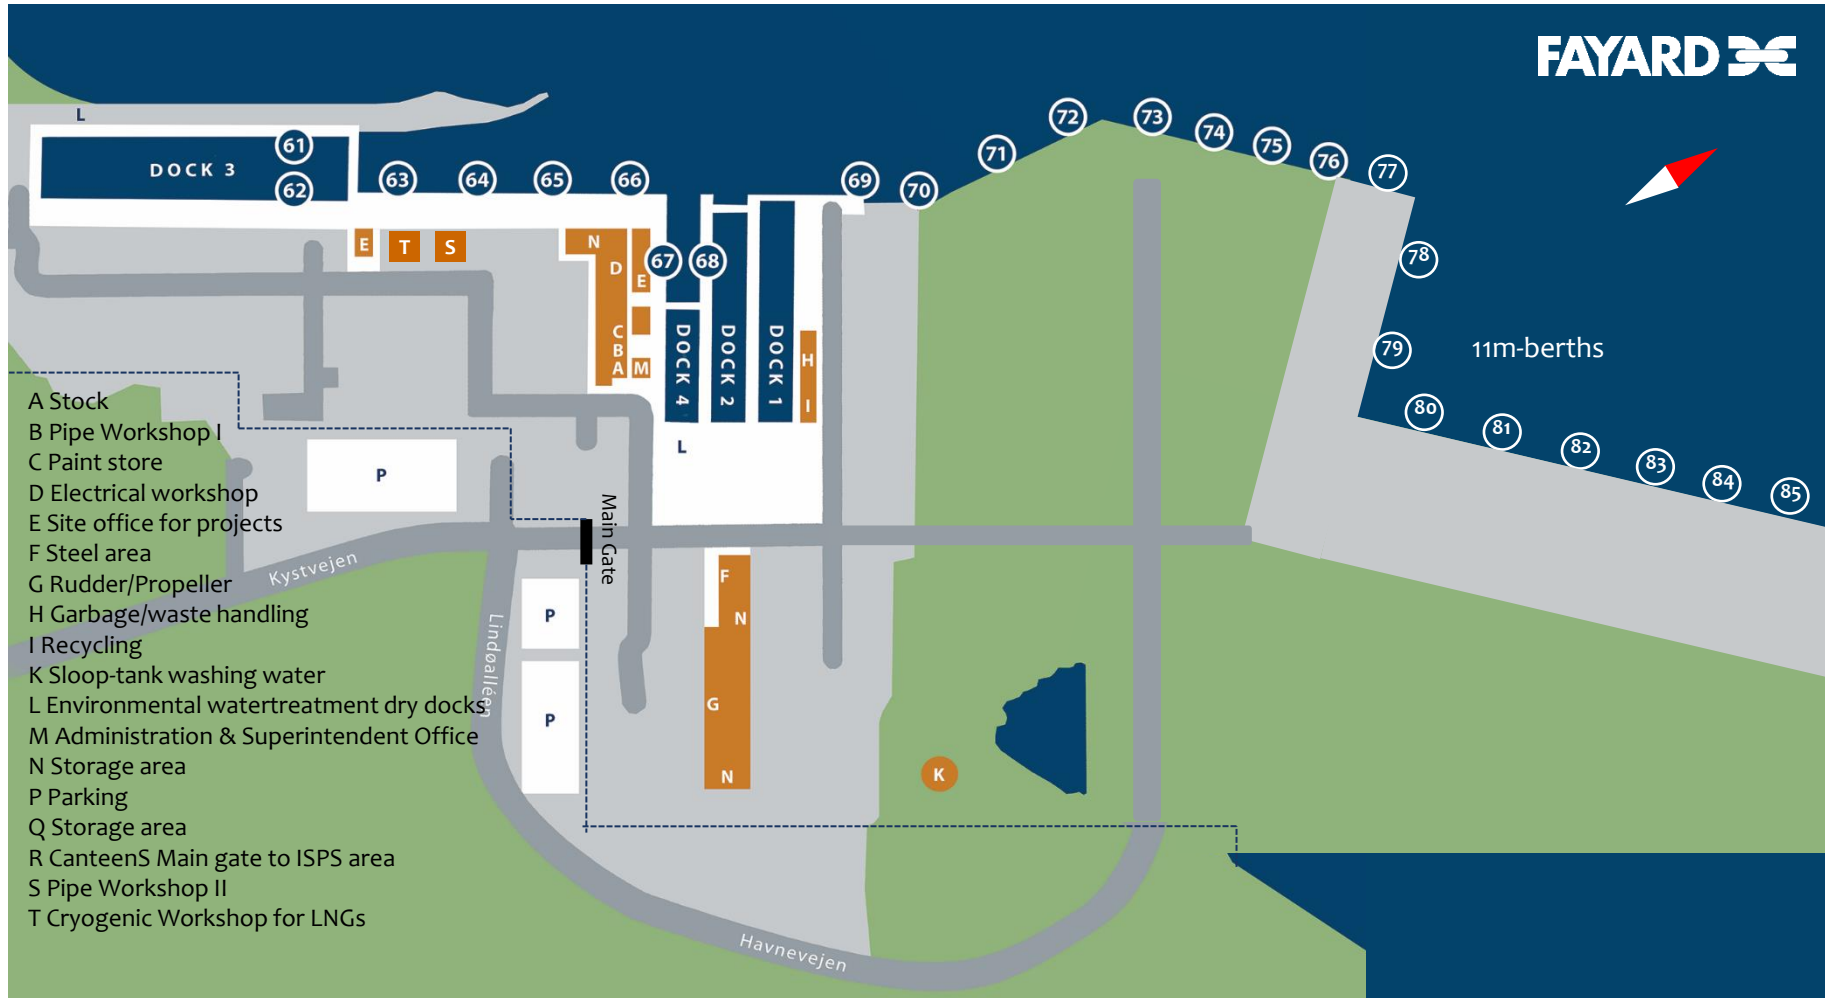 FAYARD
L
DOCK 3
61
62
63
64
65
66
67
68
69
70
71
72
73
74
75
76
77
78
79
80
81
82
83
84
85
11m-berths
E
T
S
N
D
E
C
B
A
M
DOCK 4
DOCK 2
DOCK 1
H
I
L
P
Main Gate
Kystvejen
Lindøalléen
P
P
F
N
G
N
K
Havnevejen
A Stock
B Pipe Workshop I
C Paint store
D Electrical workshop
E Site office for projects
F Steel area
G Rudder/Propeller
H Garbage/waste handling
I Recycling
K Sloop-tank washing water
L Environmental watertreatment dry docks
M Administration & Superintendent Office
N Storage area
P Parking
Q Storage area
R CanteenS Main gate to ISPS area
S Pipe Workshop II
T Cryogenic Workshop for LNGs